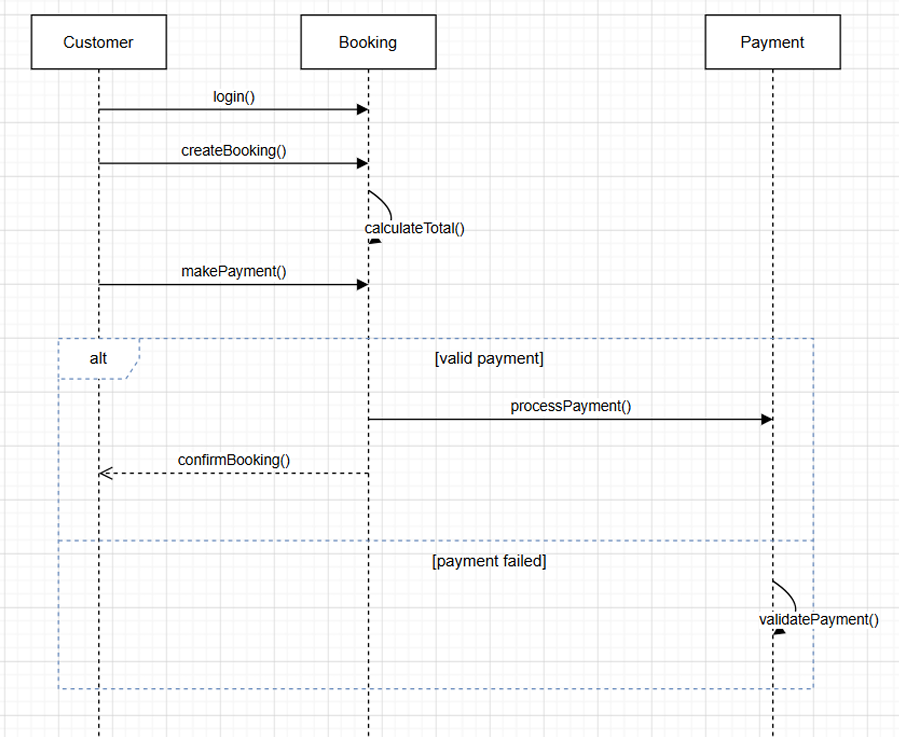 Customer
Booking
Payment
login()
createBooking()
calculateTotal()
makePayment()
alt
[valid payment]
processPayment()
confirmBooking()
[payment failed]
validatePayment()